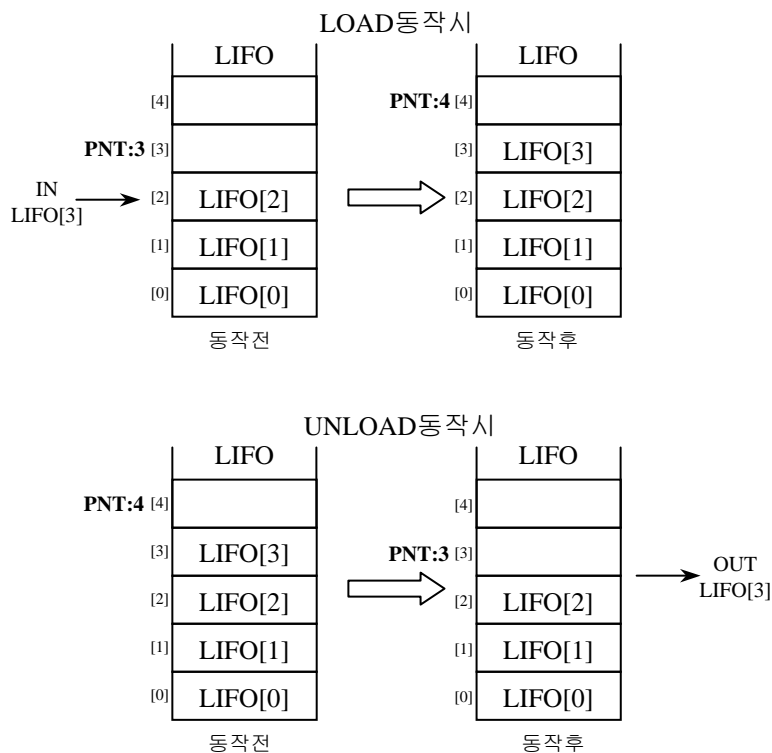 LOAD동작시
LIFO LIFO
[4] PNT:4 [4]
PNT:3 [3] [3] LIFO[3]
IN
LIFO[3]
[2] LIFO[2] [2] LIFO[2]
[1] LIFO[1] [1] LIFO[1]
[0] LIFO[0] [0] LIFO[0]
동작전 동작후
UNLOAD동작시
LIFO LIFO
PNT:4 [4] [4]
[3] LIFO[3] PNT:3 [3]
OUT
LIFO[3]
[2] LIFO[2] [2] LIFO[2]
[1] LIFO[1] [1] LIFO[1]
[0] LIFO[0] [0] LIFO[0]
동작전 동작후